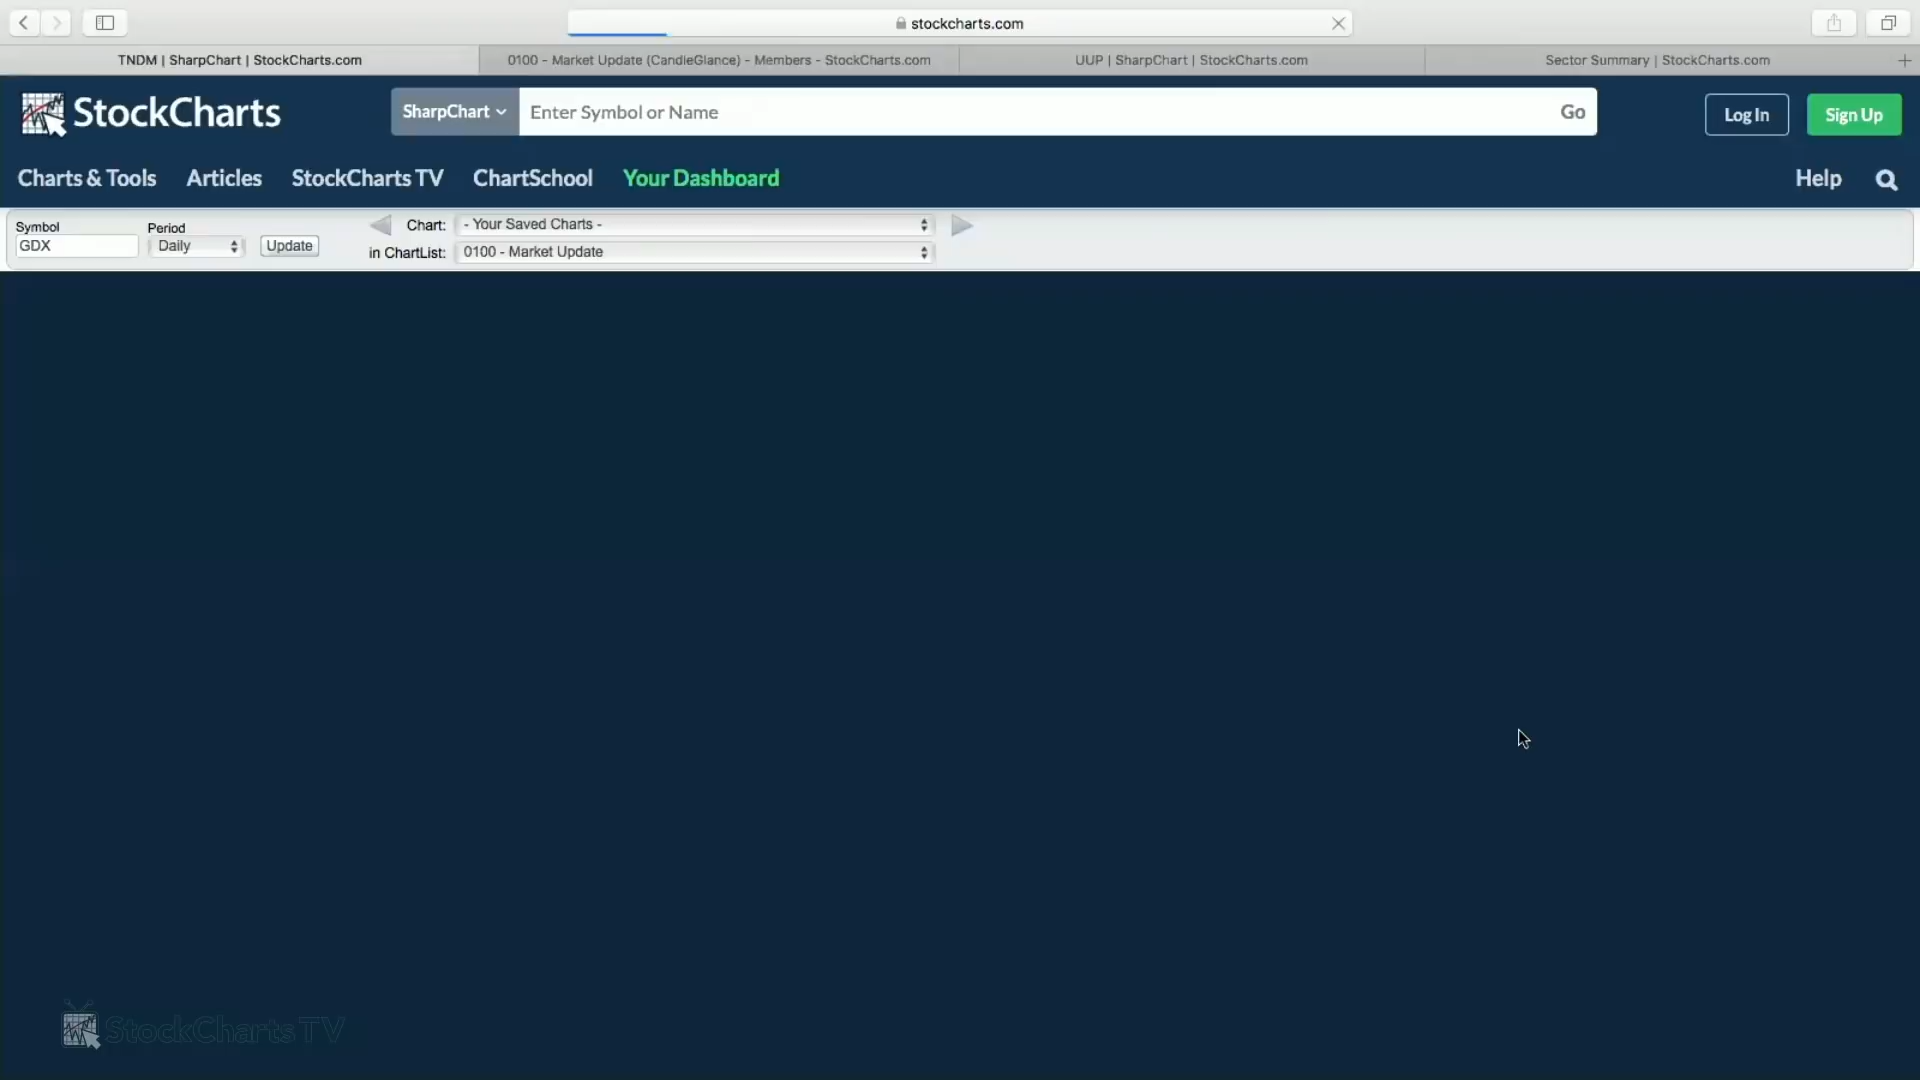 stockcharts.com
TNDM | SharpChart | StockCharts.com
0100 - Market Update (CandleGlance) - Members - StockCharts.com
UUP | SharpChart | StockCharts.com
Sector Summary | StockCharts.com
StockCharts
SharpChart
Enter Symbol or Name
Go
Log In
Sign Up
Charts & Tools
Articles
StockCharts TV
ChartSchool
Your Dashboard
Help
Symbol
GDX
Period
Daily
Update
Chart:
- Your Saved Charts -
in ChartList:
0100 - Market Update
StockCharts TV